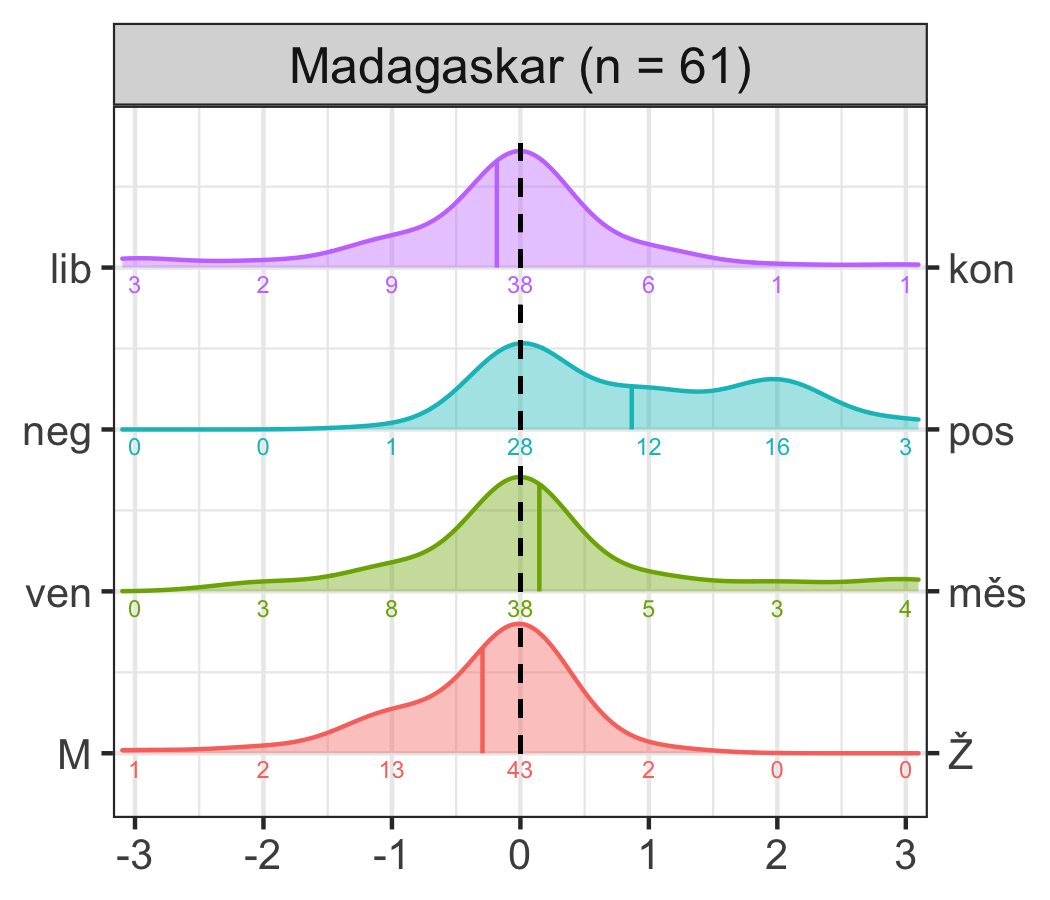 Madagaskar (n = 61)
lib kon
3 2 9 38 6 1 1
neg pos
0 0 1 28 12 16 3
ven měs
0 3 8 38 5 3 4
M Ž
1 2 13 43 2 0 0
-3 -2 -1 0 1 2 3